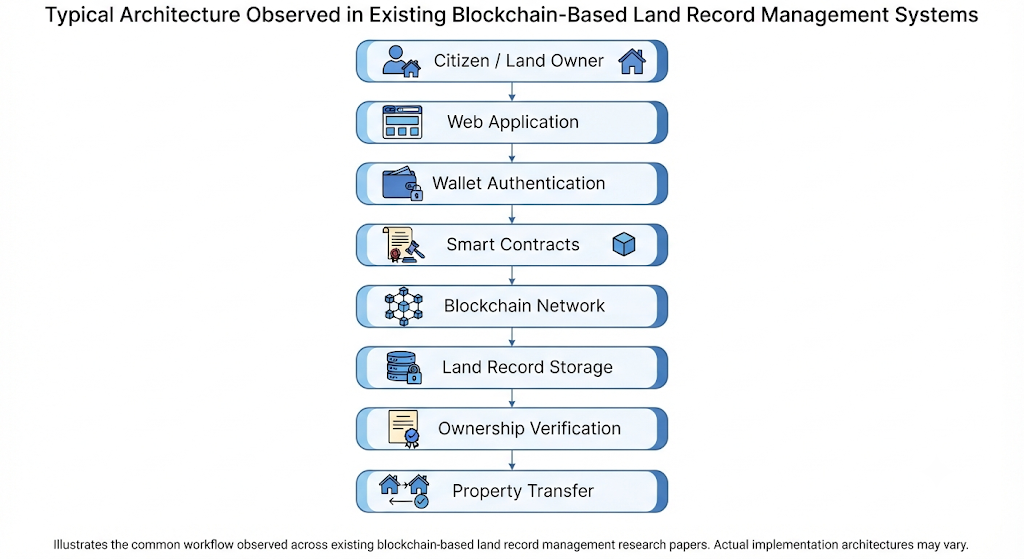 Typical Architecture Observed in Existing Blockchain-Based Land Record Management Systems
Citizen / Land Owner
Web Application
Wallet Authentication
Smart Contracts
Blockchain Network
Land Record Storage
Ownership Verification
Property Transfer
Illustrates the common workflow observed across existing blockchain-based land record management research papers. Actual implementation architectures may vary.